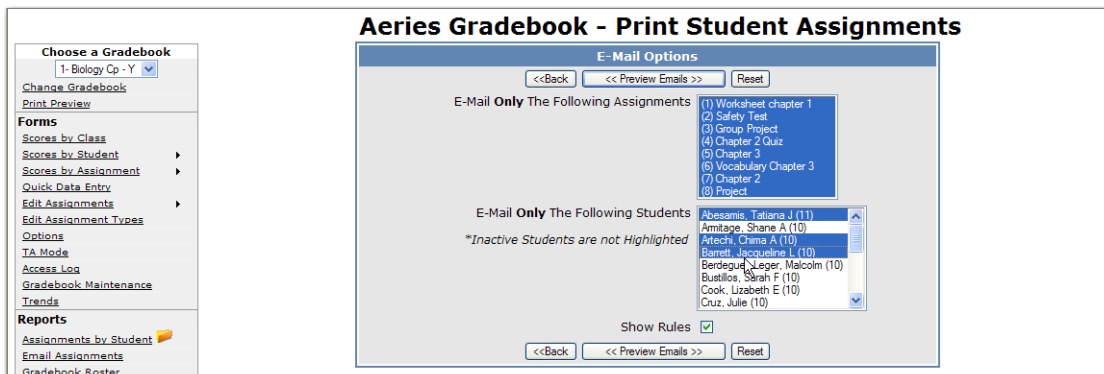 Aeries Gradebook - Print Student Assignments
Choose a Gradebook
1- Biology Cp - Y
Change Gradebook
Print Preview
Forms
Scores by Class
Scores by Student
Scores by Assignment
Quick Data Entry
Edit Assignments
Edit Assignment Types
Options
TA Mode
Access Log
Gradebook Maintenance
Trends
Reports
Assignments by Student
Email Assignments
Gradebook Roster
E-Mail Options
<<Back << Preview Emails >> Reset
E-Mail Only The Following Assignments
(1) Worksheet chapter 1
(2) Safety Test
(3) Group Project
(4) Chapter 2 Quiz
(5) Chapter 3
(6) Vocabulary Chapter 3
(7) Chapter 2
(8) Project
E-Mail Only The Following Students
*Inactive Students are not Highlighted
Abesamis, Tatiana J (11)
Armitage, Shane A (10)
Artechi, Chima A (10)
Barrett, Jacqueline L (10)
Berdegue-Leger, Malcolm (10)
Bustillos, Sarah F (10)
Cook, Lizabeth E (10)
Cruz, Julie (10)
Show Rules
<<Back << Preview Emails >> Reset